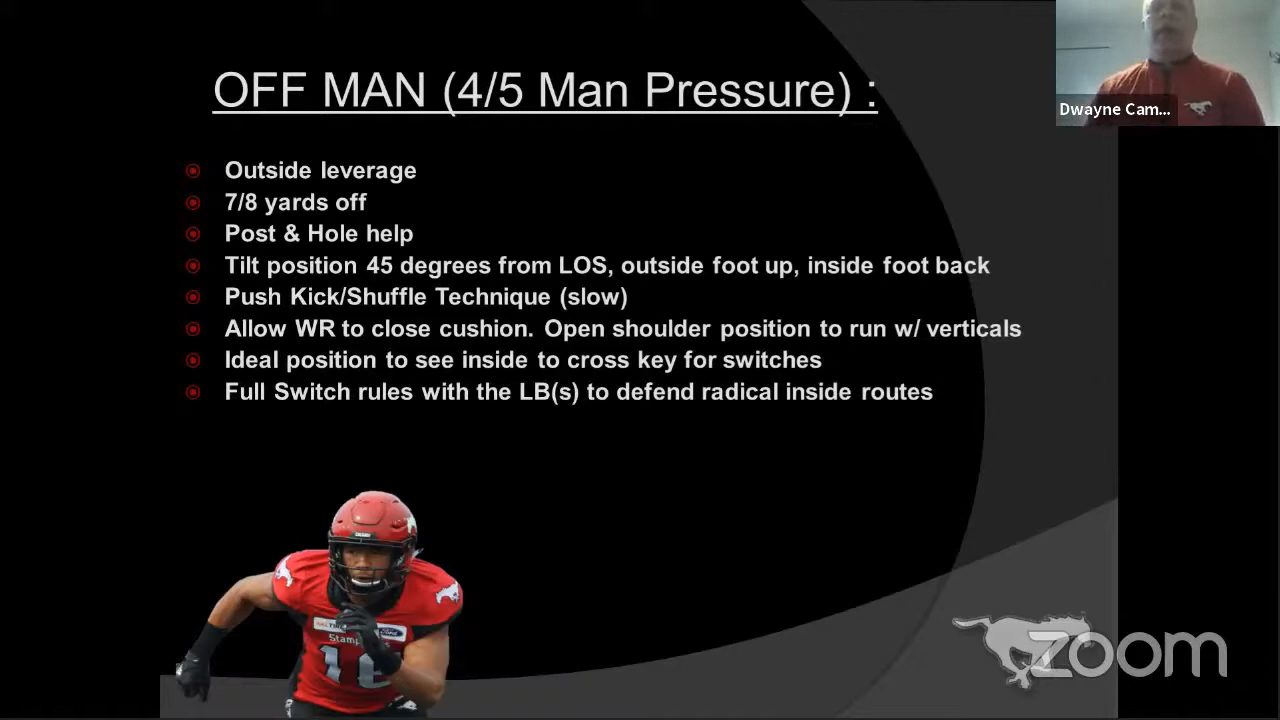 OFF MAN (4/5 Man Pressure) :
Dwayne Cam...
Outside leverage
7/8 yards off
Post & Hole help
Tilt position 45 degrees from LOS, outside foot up, inside foot back
Push Kick/Shuffle Technique (slow)
Allow WR to close cushion. Open shoulder position to run w/ verticals
Ideal position to see inside to cross key for switches
Full Switch rules with the LB(s) to defend radical inside routes
Ford
Stamp
zoom